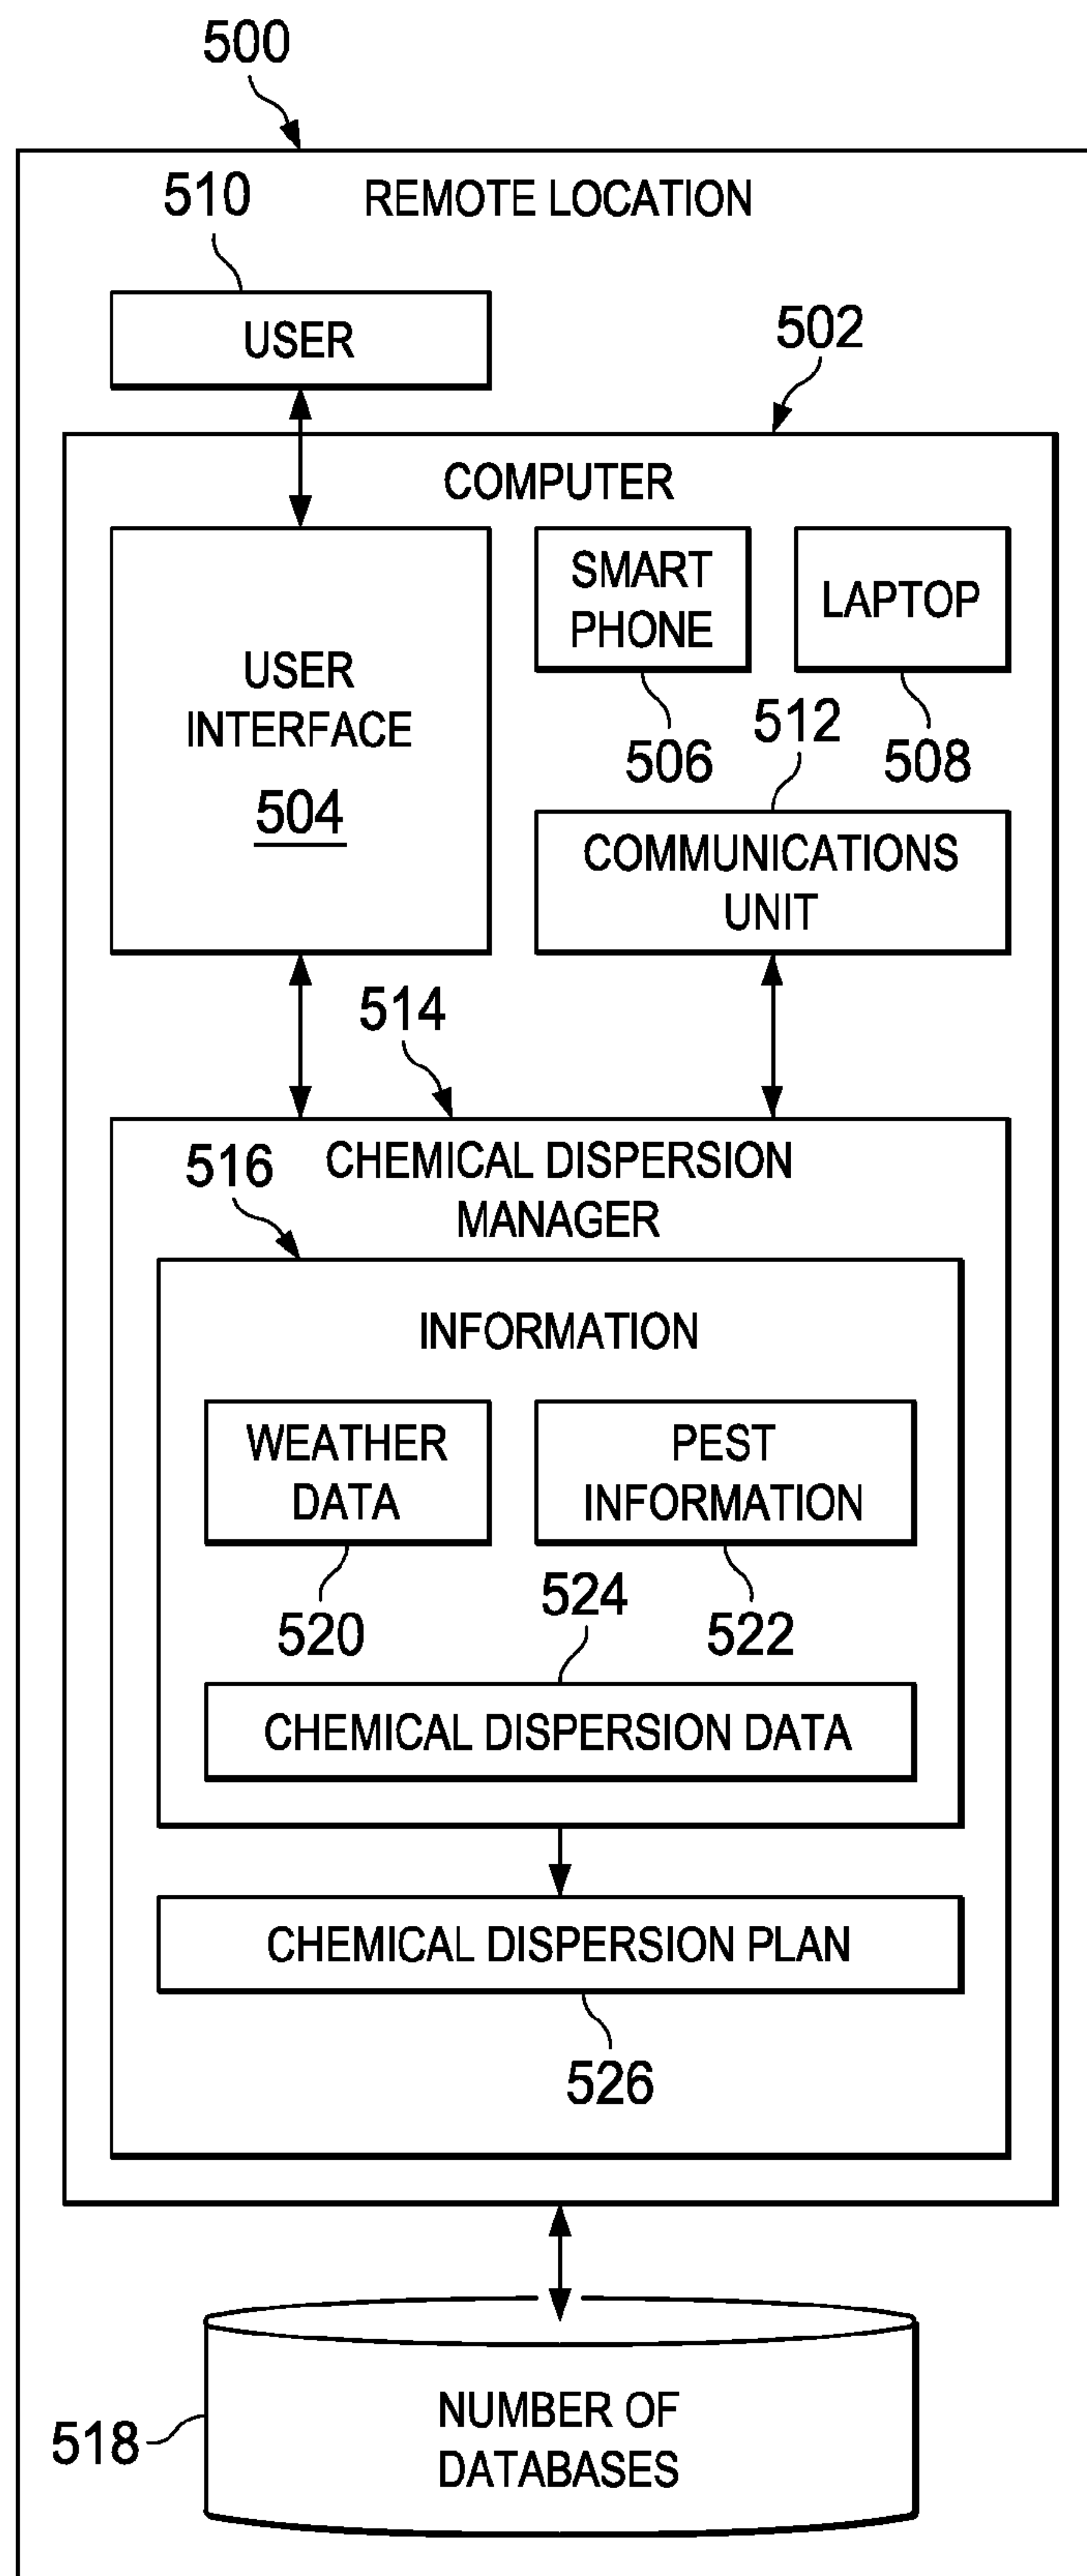 500
REMOTE LOCATION
510
USER
502
COMPUTER
USER
INTERFACE
504
SMART
PHONE
506
LAPTOP
508
512
COMMUNICATIONS
UNIT
514
CHEMICAL DISPERSION
MANAGER
516
INFORMATION
WEATHER
DATA
520
PEST
INFORMATION
522
524
CHEMICAL DISPERSION DATA
CHEMICAL DISPERSION PLAN
526
518
NUMBER OF
DATABASES